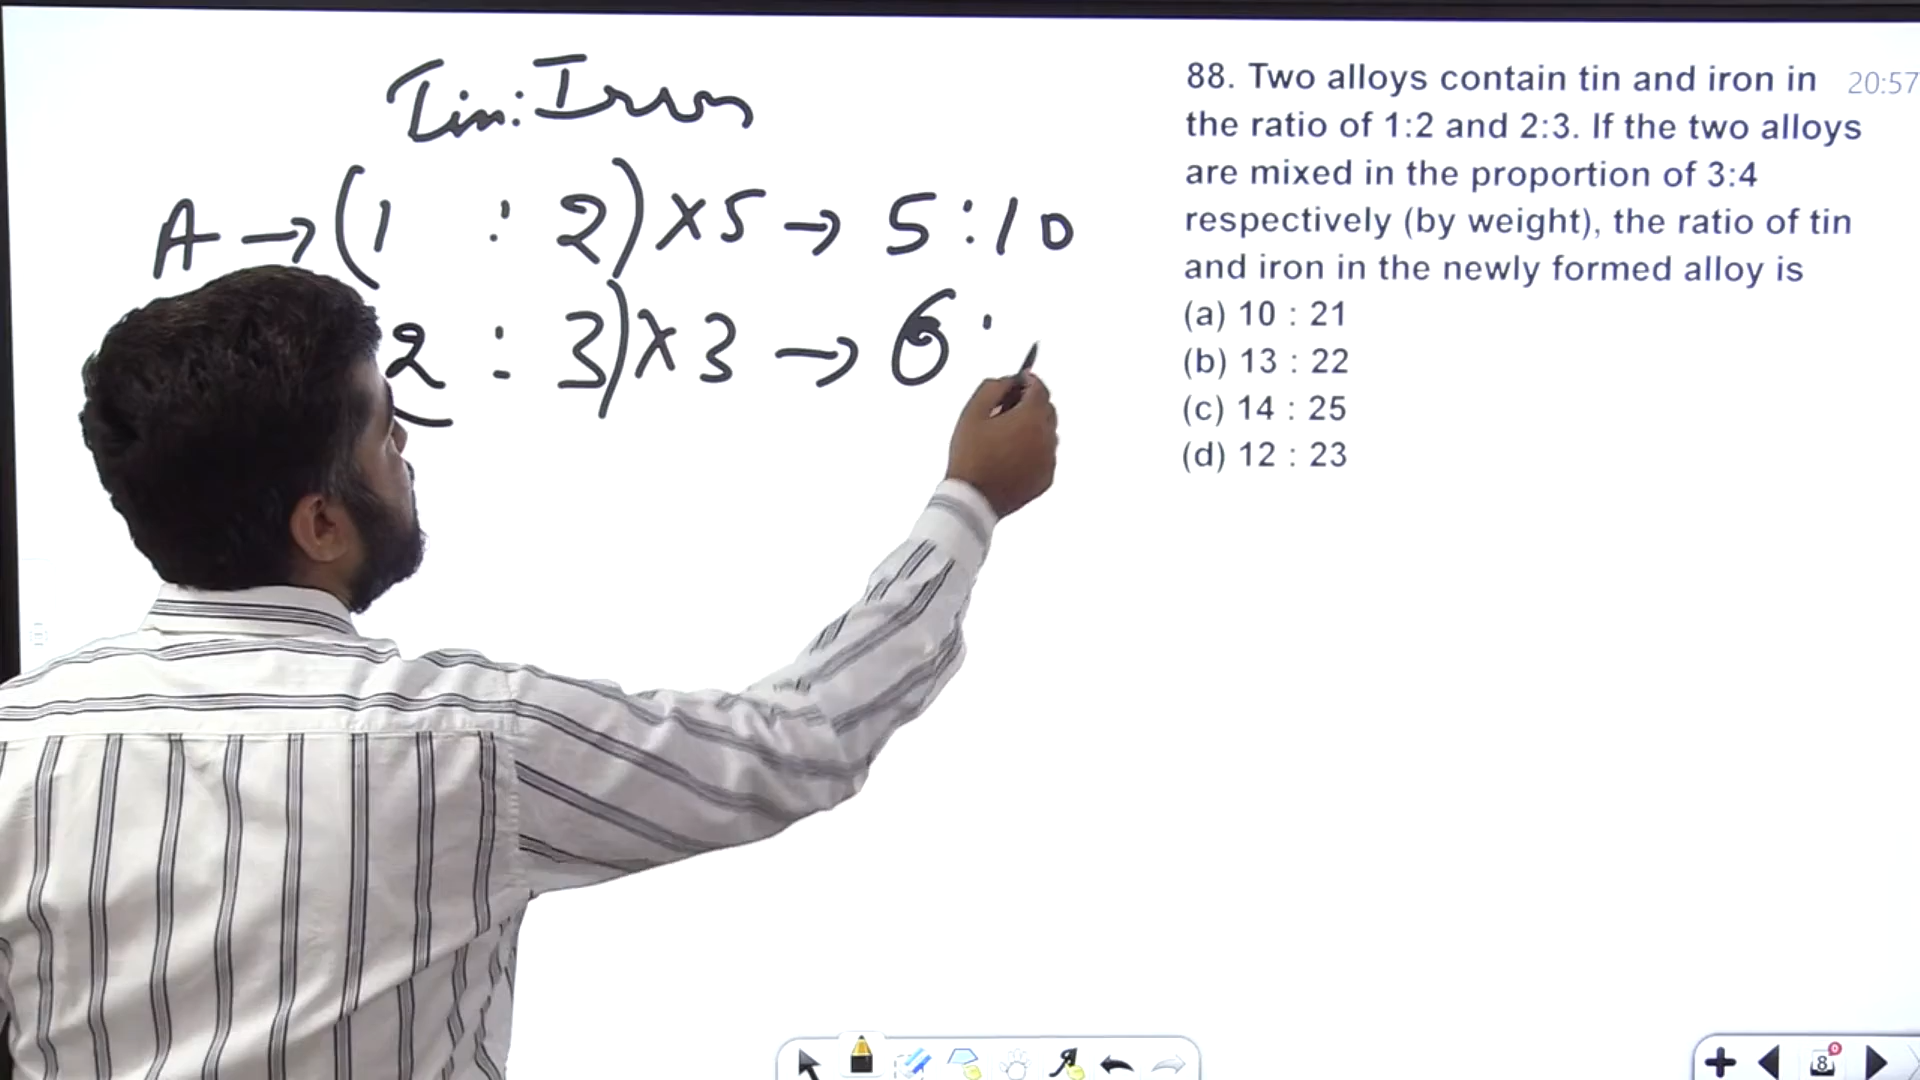 Tin : Iron
A → (1 : 2) × 5 → 5 : 10
2 : 3) × 3 → 6 :
88. Two alloys contain tin and iron in
the ratio of 1:2 and 2:3. If the two alloys
are mixed in the proportion of 3:4
respectively (by weight), the ratio of tin
and iron in the newly formed alloy is
(a) 10 : 21
(b) 13 : 22
(c) 14 : 25
(d) 12 : 23
20:57
8